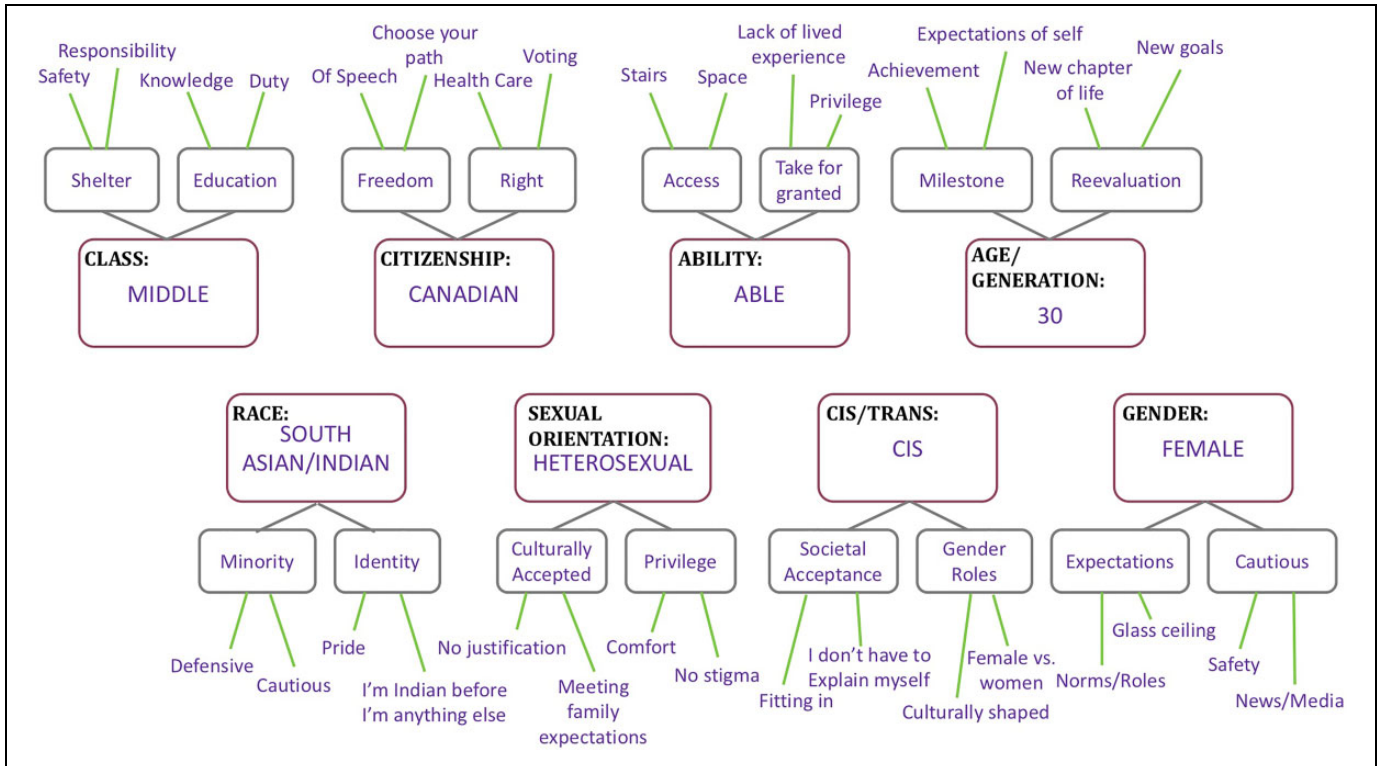 Responsibility
Safety
Knowledge
Duty
Choose your
path
Of Speech
Health Care
Voting
Lack of lived
experience
Stairs
Space
Privilege
Expectations of self
Achievement
New chapter
of life
New goals
Shelter
Education
Freedom
Right
Access
Take for
granted
Milestone
Reevaluation
CLASS:
MIDDLE
CITIZENSHIP:
CANADIAN
ABILITY:
ABLE
AGE/
GENERATION:
30
RACE:
SOUTH
ASIAN/INDIAN
SEXUAL
ORIENTATION:
HETEROSEXUAL
CIS/TRANS:
CIS
GENDER:
FEMALE
Minority
Identity
Culturally
Accepted
Privilege
Societal
Acceptance
Gender
Roles
Expectations
Cautious
Defensive
Cautious
Pride
I'm Indian before
I'm anything else
No justification
Meeting
family
expectations
Comfort
No stigma
Fitting in
I don't have to
Explain myself
Culturally shaped
Female vs.
women
Norms/Roles
Glass ceiling
Safety
News/Media